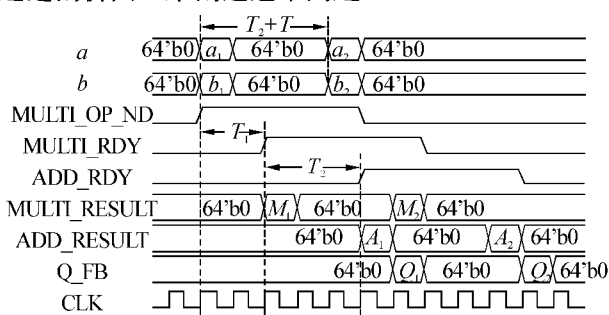 T₂+T
a 64'b0 a₁ 64'b0 a₂ 64'b0
b 64'b0 b₁ 64'b0 b₂ 64'b0
MULTI_OP_ND
T₁
MULTI_RDY
T₂
ADD_RDY
MULTI_RESULT 64'b0 M₁ 64'b0 M₂ 64'b0
ADD_RESULT 64'b0 A₁ 64'b0 A₂ 64'b0
Q_FB 64'b0 Q₁ 64'b0 Q₂ 64'b0
CLK